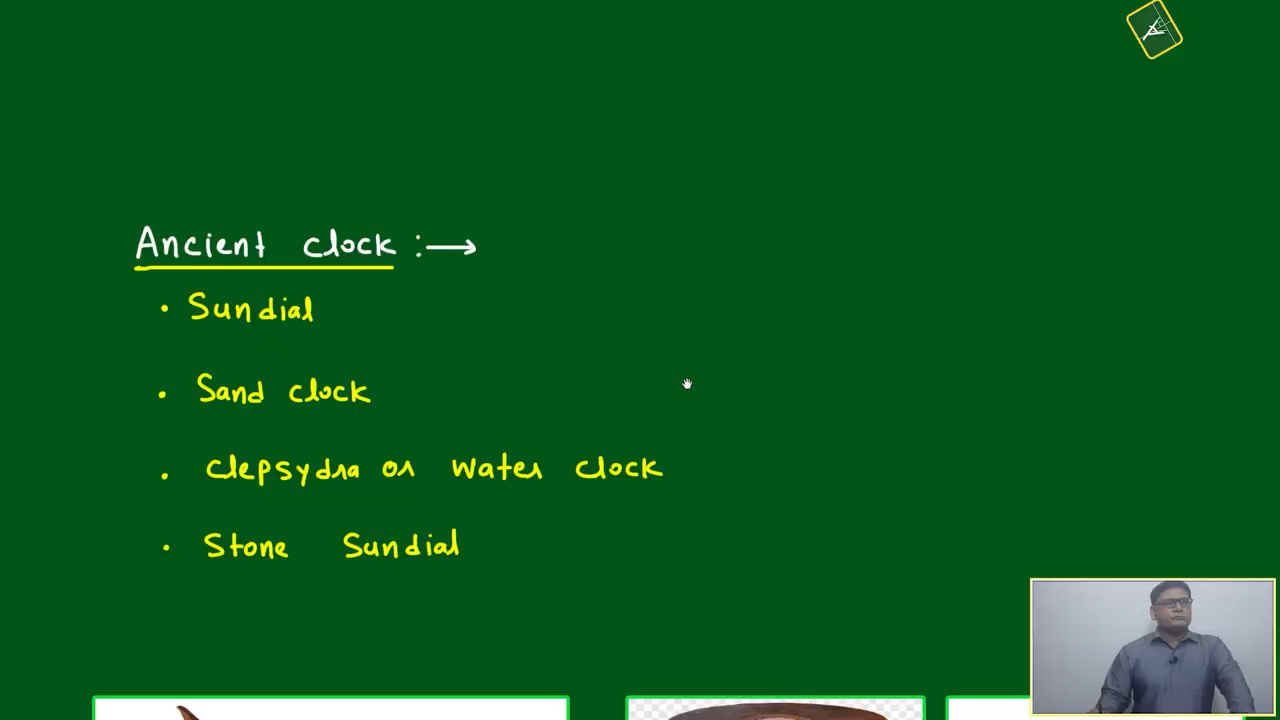 Ancient clock :→
• Sundial
• Sand clock
• Clepsydra or water clock
• Stone Sundial